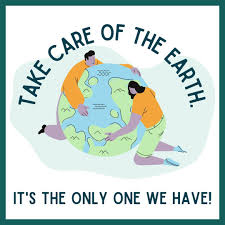 TAKE CARE OF THE EARTH.
IT'S THE ONLY ONE WE HAVE!